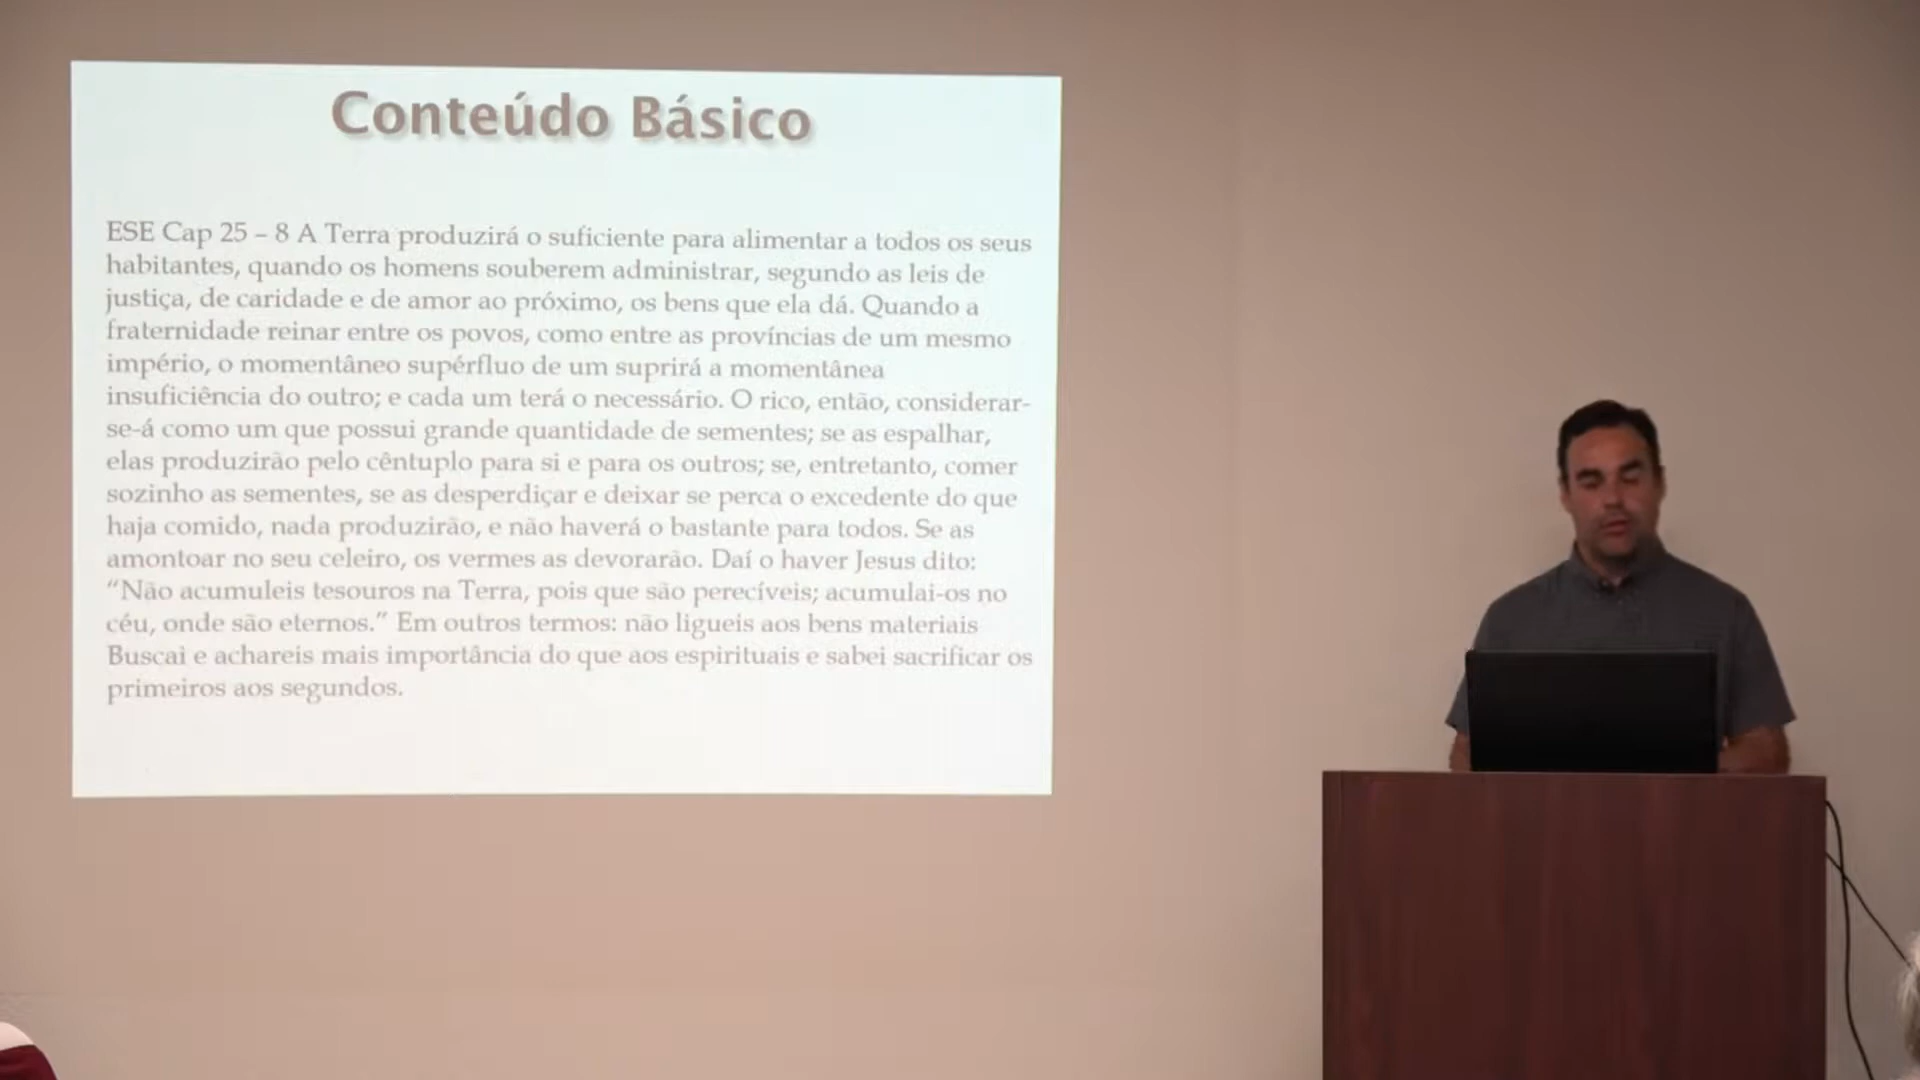 Conteúdo Básico
ESE Cap 25 – 8 A Terra produzirá o suficiente para alimentar a todos os seus
habitantes, quando os homens souberem administrar, segundo as leis de
justiça, de caridade e de amor ao próximo, os bens que ela dá. Quando a
fraternidade reinar entre os povos, como entre as províncias de um mesmo
império, o momentâneo supérfluo de um suprirá a momentânea
insuficiência do outro; e cada um terá o necessário. O rico, então, considerar-
se-á como um que possui grande quantidade de sementes; se as espalhar,
elas produzirão pelo cêntuplo para si e para os outros; se, entretanto, comer
sozinho as sementes, se as desperdiçar e deixar se perca o excedente do que
haja comido, nada produzirão, e não haverá o bastante para todos. Se as
amontoar no seu celeiro, os vermes as devorarão. Daí o haver Jesus dito:
“Não acumuleis tesouros na Terra, pois que são perecíveis; acumulai-os no
céu, onde são eternos.” Em outros termos: não ligueis aos bens materiais
Buscai e achareis mais importância do que aos espirituais e sabei sacrificar os
primeiros aos segundos.